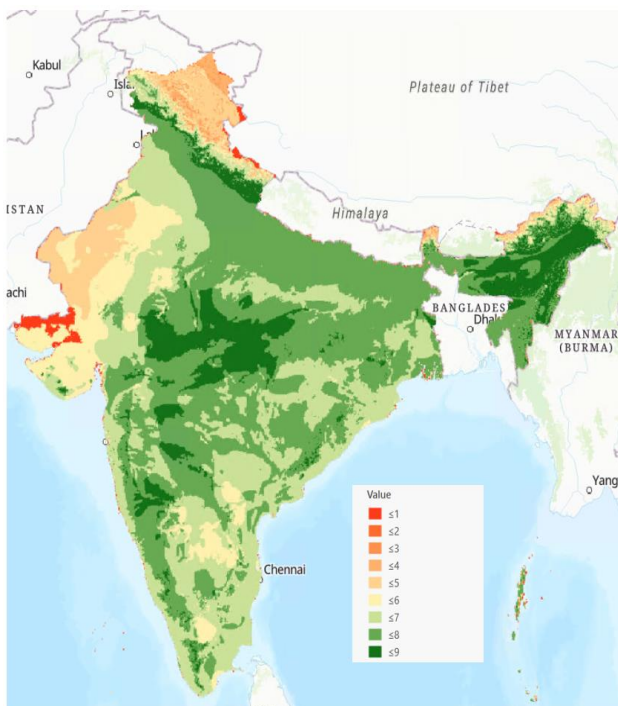 Kabul
Isla
Plateau of Tibet
Himalaya
ISTAN
achi
BANGLADES
Dhak
MYANMAR
(BURMA)
Yang
Chennai
Value
≤1
≤2
≤3
≤4
≤5
≤6
≤7
≤8
≤9